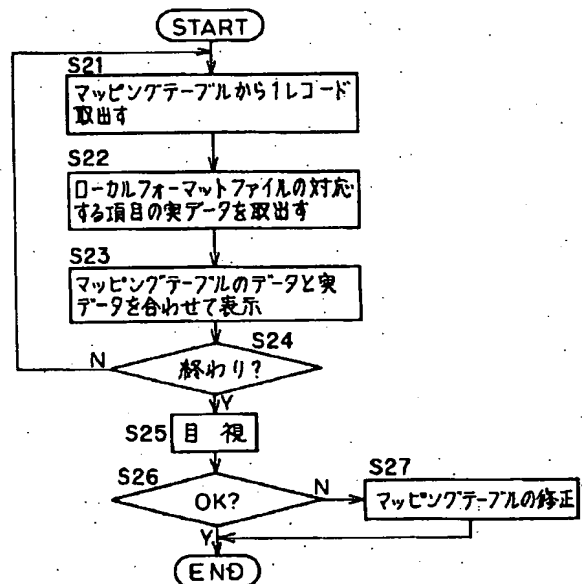 START
S21
マッピングテーブルから1レコード
取出す
S22
ローカルフォーマットファイルの対応
する項目の実データを取出す
S23
マッピングテーブルのデータと実
データを合わせて表示
S24
終わり?
N
Y
S25
目 視
S26
OK?
N
S27
マッピングテーブルの修正
Y
END